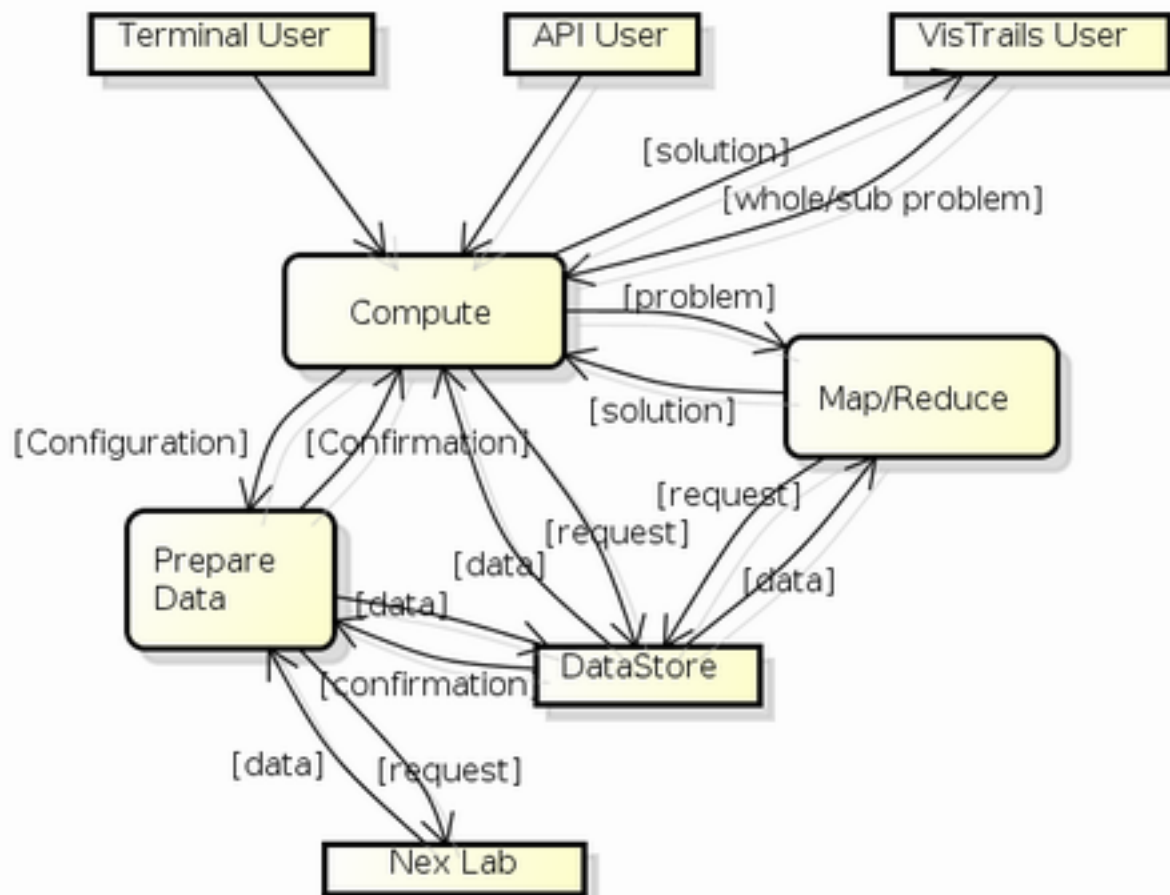 Terminal User
API User
VisTrails User
[solution]
[whole/sub problem]
[problem]
Compute
Map/Reduce
[solution]
[Configuration]
[Confirmation]
[request]
[request]
Prepare
Data
[data]
[data]
[data]
DataStore
[confirmation]
[data]
[request]
Nex Lab